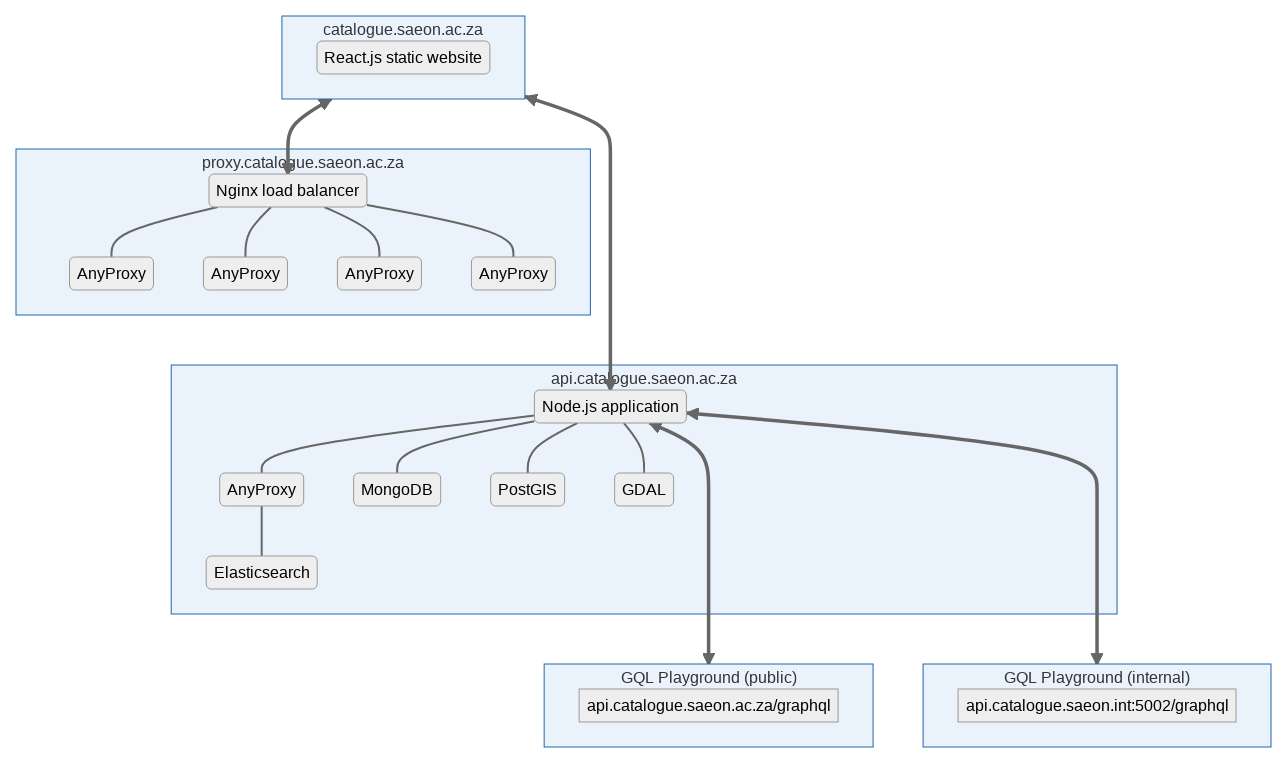 catalogue.saeon.ac.za
React.js static website
proxy.catalogue.saeon.ac.za
Nginx load balancer
AnyProxy
AnyProxy
AnyProxy
AnyProxy
api.catalogue.saeon.ac.za
Node.js application
AnyProxy
MongoDB
PostGIS
GDAL
Elasticsearch
GQL Playground (public)
api.catalogue.saeon.ac.za/graphql
GQL Playground (internal)
api.catalogue.saeon.int:5002/graphql